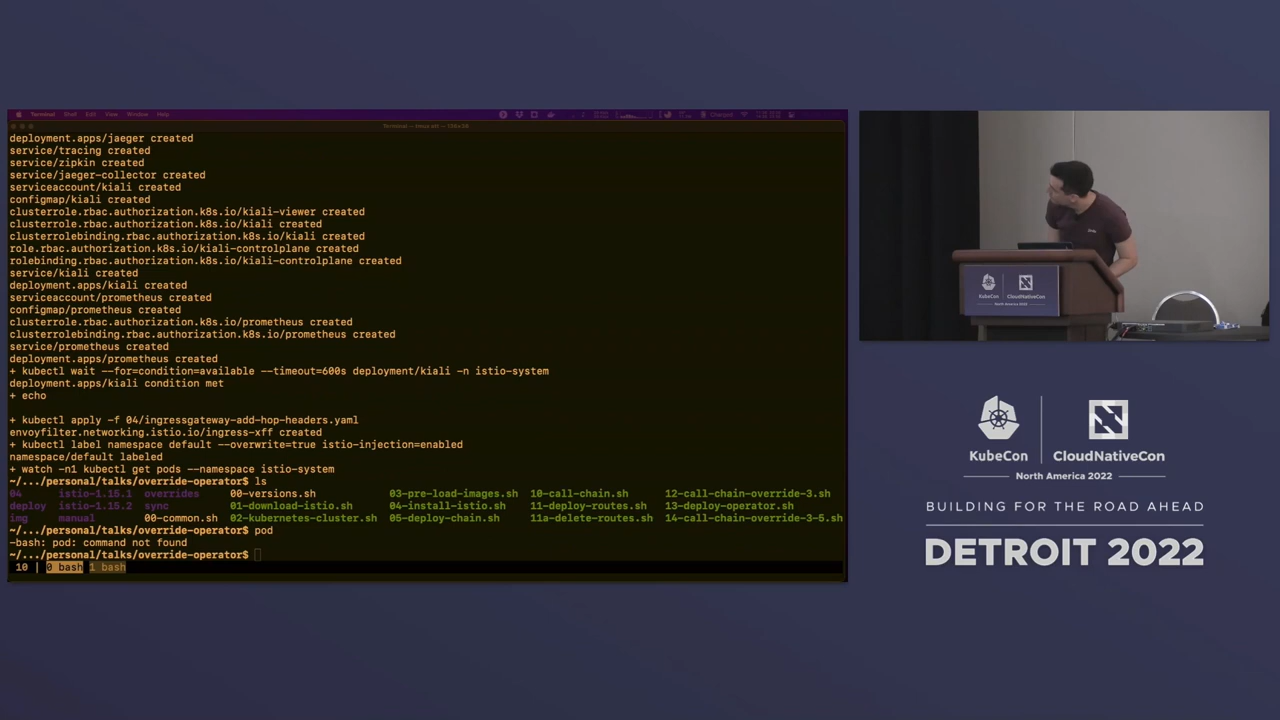 Terminal Shell Edit View Window Help
deployment.apps/jaeger created
service/tracing created
service/zipkin created
service/jaeger-collector created
serviceaccount/kiali created
configmap/kiali created
clusterrole.rbac.authorization.k8s.io/kiali-viewer created
clusterrole.rbac.authorization.k8s.io/kiali created
clusterrolebinding.rbac.authorization.k8s.io/kiali created
role.rbac.authorization.k8s.io/kiali-controlplane created
rolebinding.rbac.authorization.k8s.io/kiali-controlplane created
service/kiali created
deployment.apps/kiali created
serviceaccount/prometheus created
configmap/prometheus created
clusterrole.rbac.authorization.k8s.io/prometheus created
clusterrolebinding.rbac.authorization.k8s.io/prometheus created
service/prometheus created
deployment.apps/prometheus created
+ kubectl wait --for=condition=available --timeout=600s deployment/kiali -n istio-system
deployment.apps/kiali condition met
+ echo
+ kubectl apply -f 04/ingressgateway-add-hop-headers.yaml
envoyfilter.networking.istio.io/ingress-xff created
+ kubectl label namespace default --overwrite=true istio-injection=enabled
namespace/default labeled
+ watch -n1 kubectl get pods --namespace istio-system
~/.../personal/talks/override-operator$ ls
04 istio-1.15.1 overrides 00-versions.sh 03-pre-load-images.sh 10-call-chain.sh 12-call-chain-override-3.sh
deploy istio-1.15.2 sync 01-download-istio.sh 04-install-istio.sh 11-deploy-routes.sh 13-deploy-operator.sh
img manual 00-common.sh 02-kubernetes-cluster.sh 05-deploy-chain.sh 11a-delete-routes.sh 14-call-chain-override-3-5.sh
~/.../personal/talks/override-operator$ pod
-bash: pod: command not found
~/.../personal/talks/override-operator$
10 | 0 bash 1 bash
KubeCon CloudNativeCon
North America 2022
KubeCon CloudNativeCon
North America 2022
BUILDING FOR THE ROAD AHEAD
DETROIT 2022